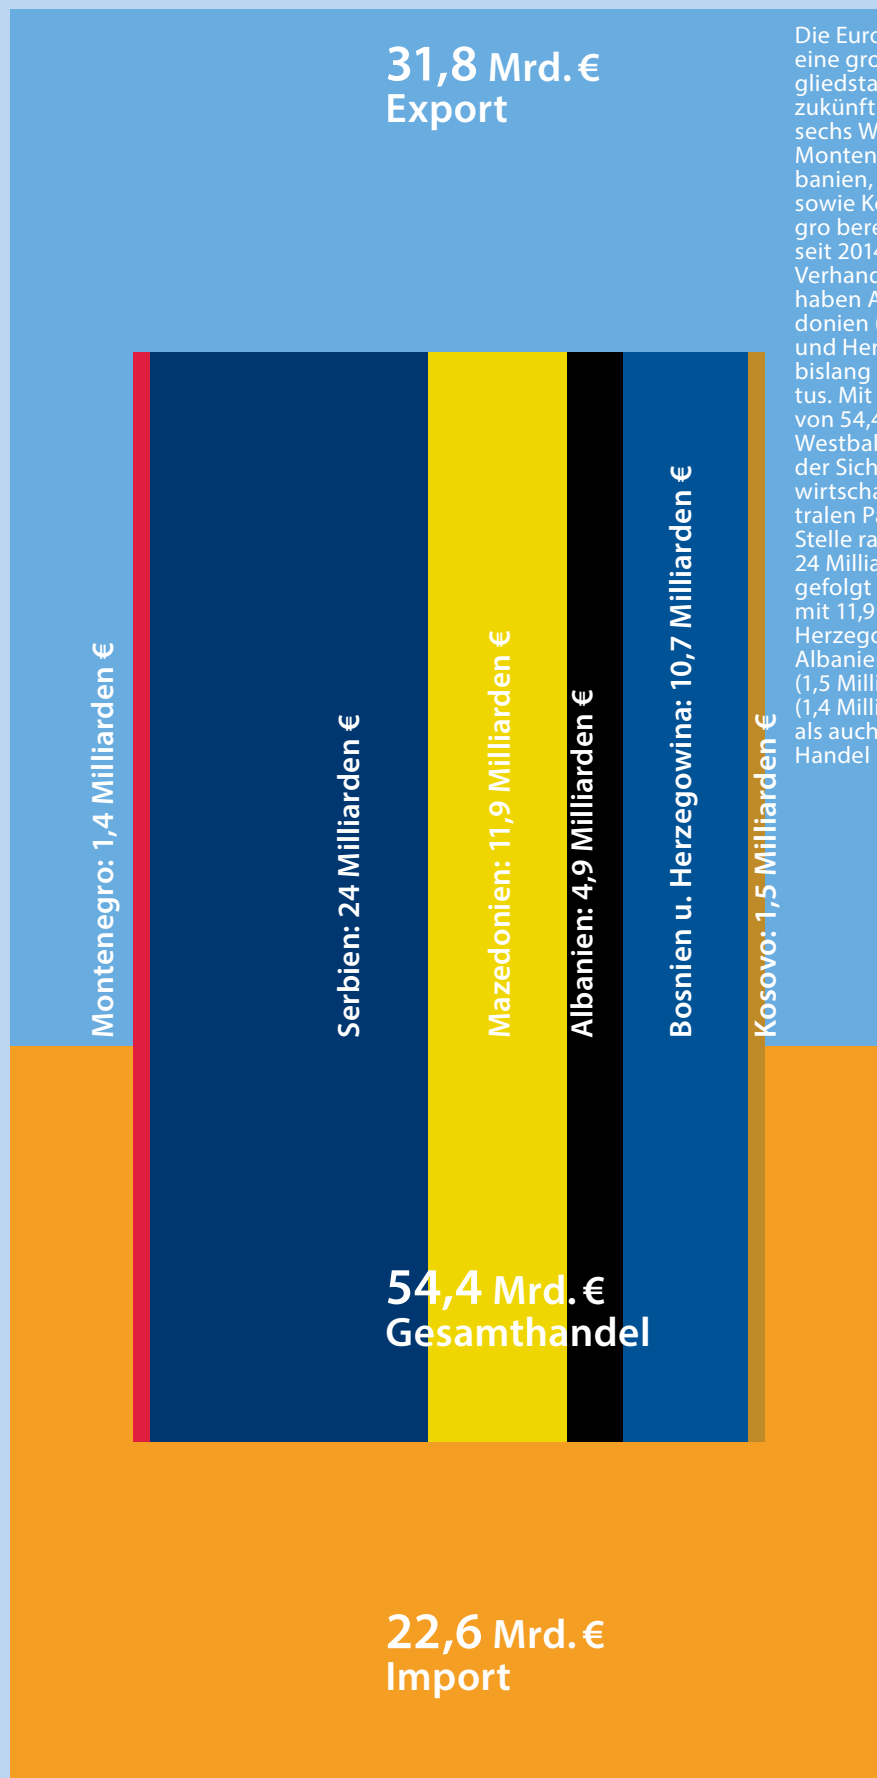 31,8 Mrd. €
Export
Montenegro: 1,4 Milliarden €
Serbien: 24 Milliarden €
Mazedonien: 11,9 Milliarden €
Albanien: 4,9 Milliarden €
Bosnien u. Herzegowina: 10,7 Milliarden €
Kosovo: 1,5 Milliarden €
54,4 Mrd. €
Gesamthandel
22,6 Mrd. €
Import
Die Euro
eine gro
gliedsta
zukünft
sechs W
Monten
banien,
sowie K
gro bere
seit 2014
Verhand
haben A
donien
und Her
bislang
tus. Mit
von 54,4
Westbal
der Sich
wirtscha
tralen Pa
Stelle ra
24 Millia
gefolgt
mit 11,9
Herzego
Albanie
(1,5 Milli
(1,4 Milli
als auch
Handel